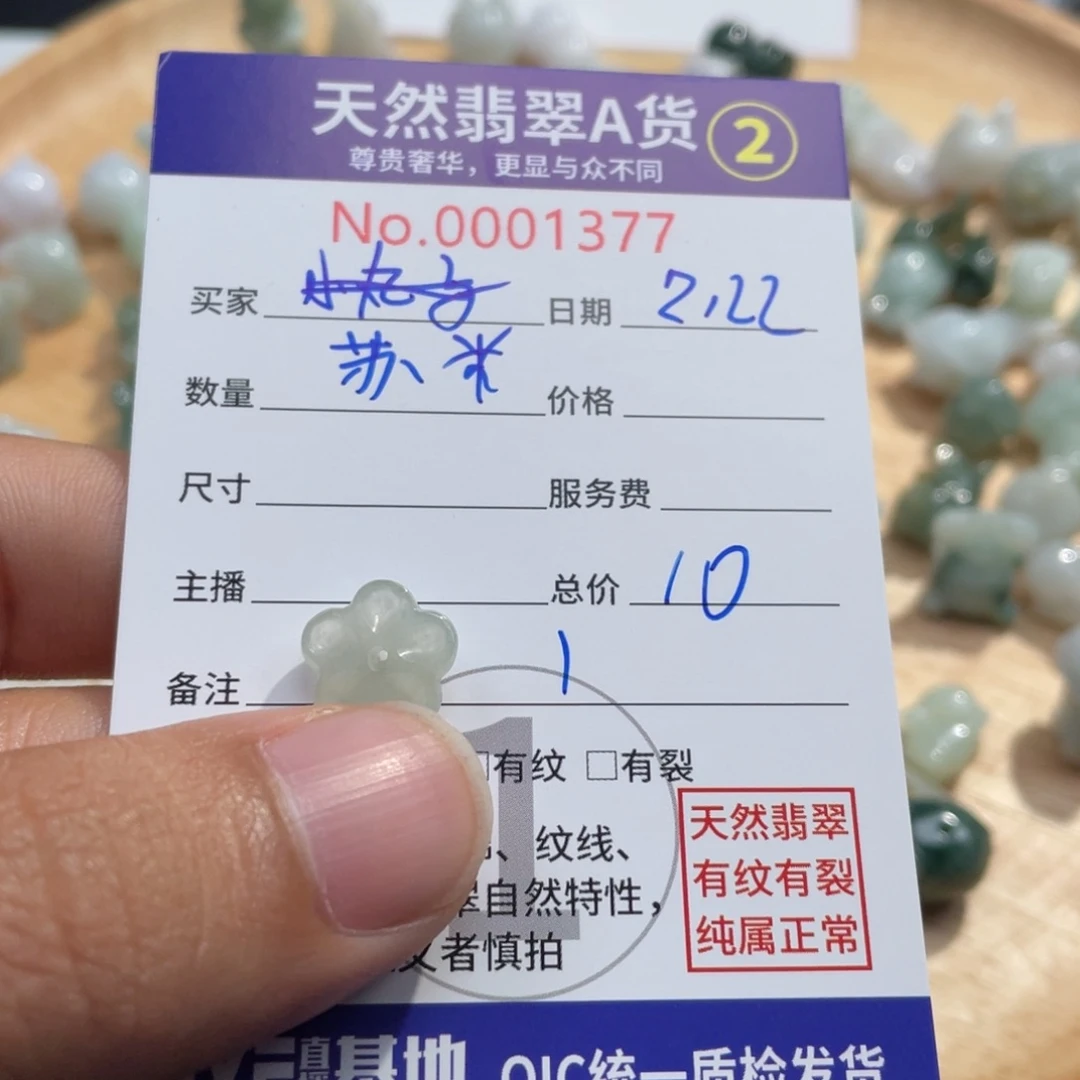 天然翡翠A货 2
尊贵奢华，更显与众不同
No.0001377
买家 日期 2.22
苏米
数量 价格
尺寸 服务费
主播 总价 10
备注 1
1
□有纹 □有裂
、纹线、
自然特性，
者慎拍
天然翡翠
有纹有裂
纯属正常
基地 QIC统一质检发货